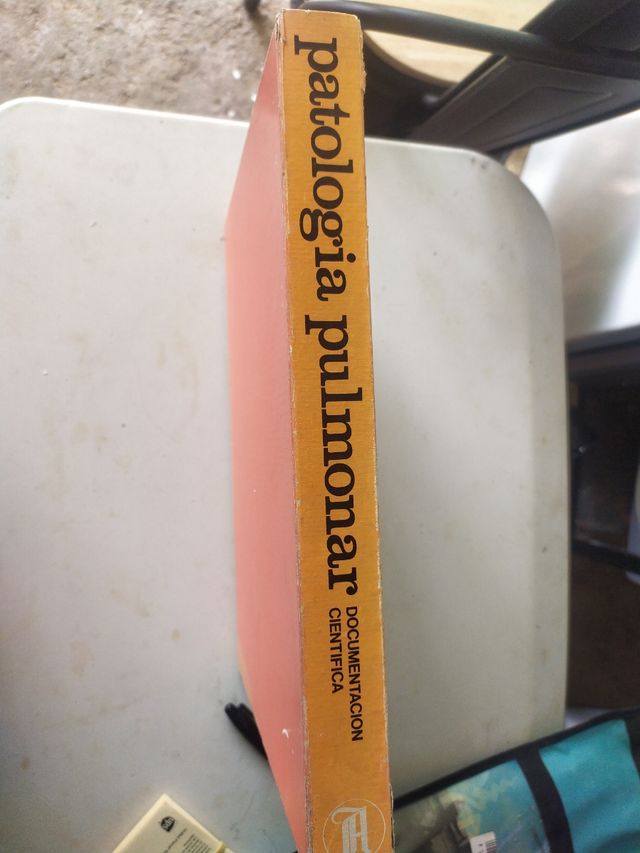 patologia pulmonar
DOCUMENTACION
CIENTIFICA